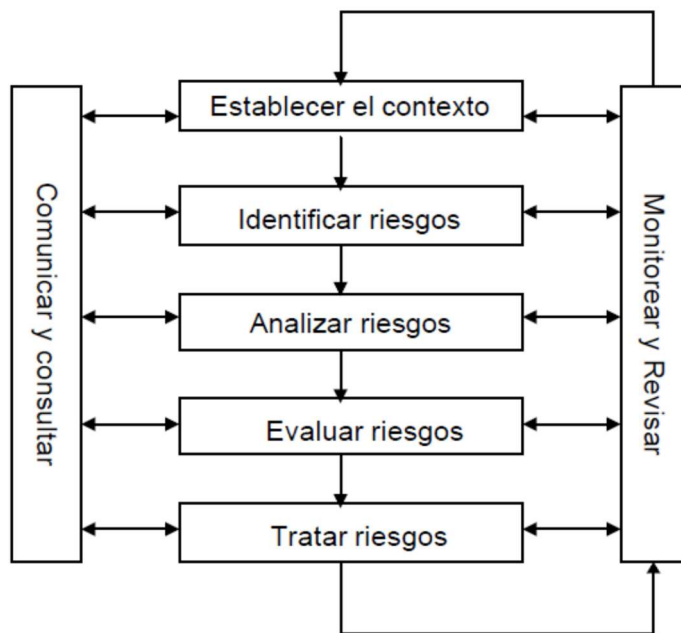 Establecer el contexto
Identificar riesgos
Analizar riesgos
Evaluar riesgos
Tratar riesgos
Comunicar y consultar
Monitorear y Revisar